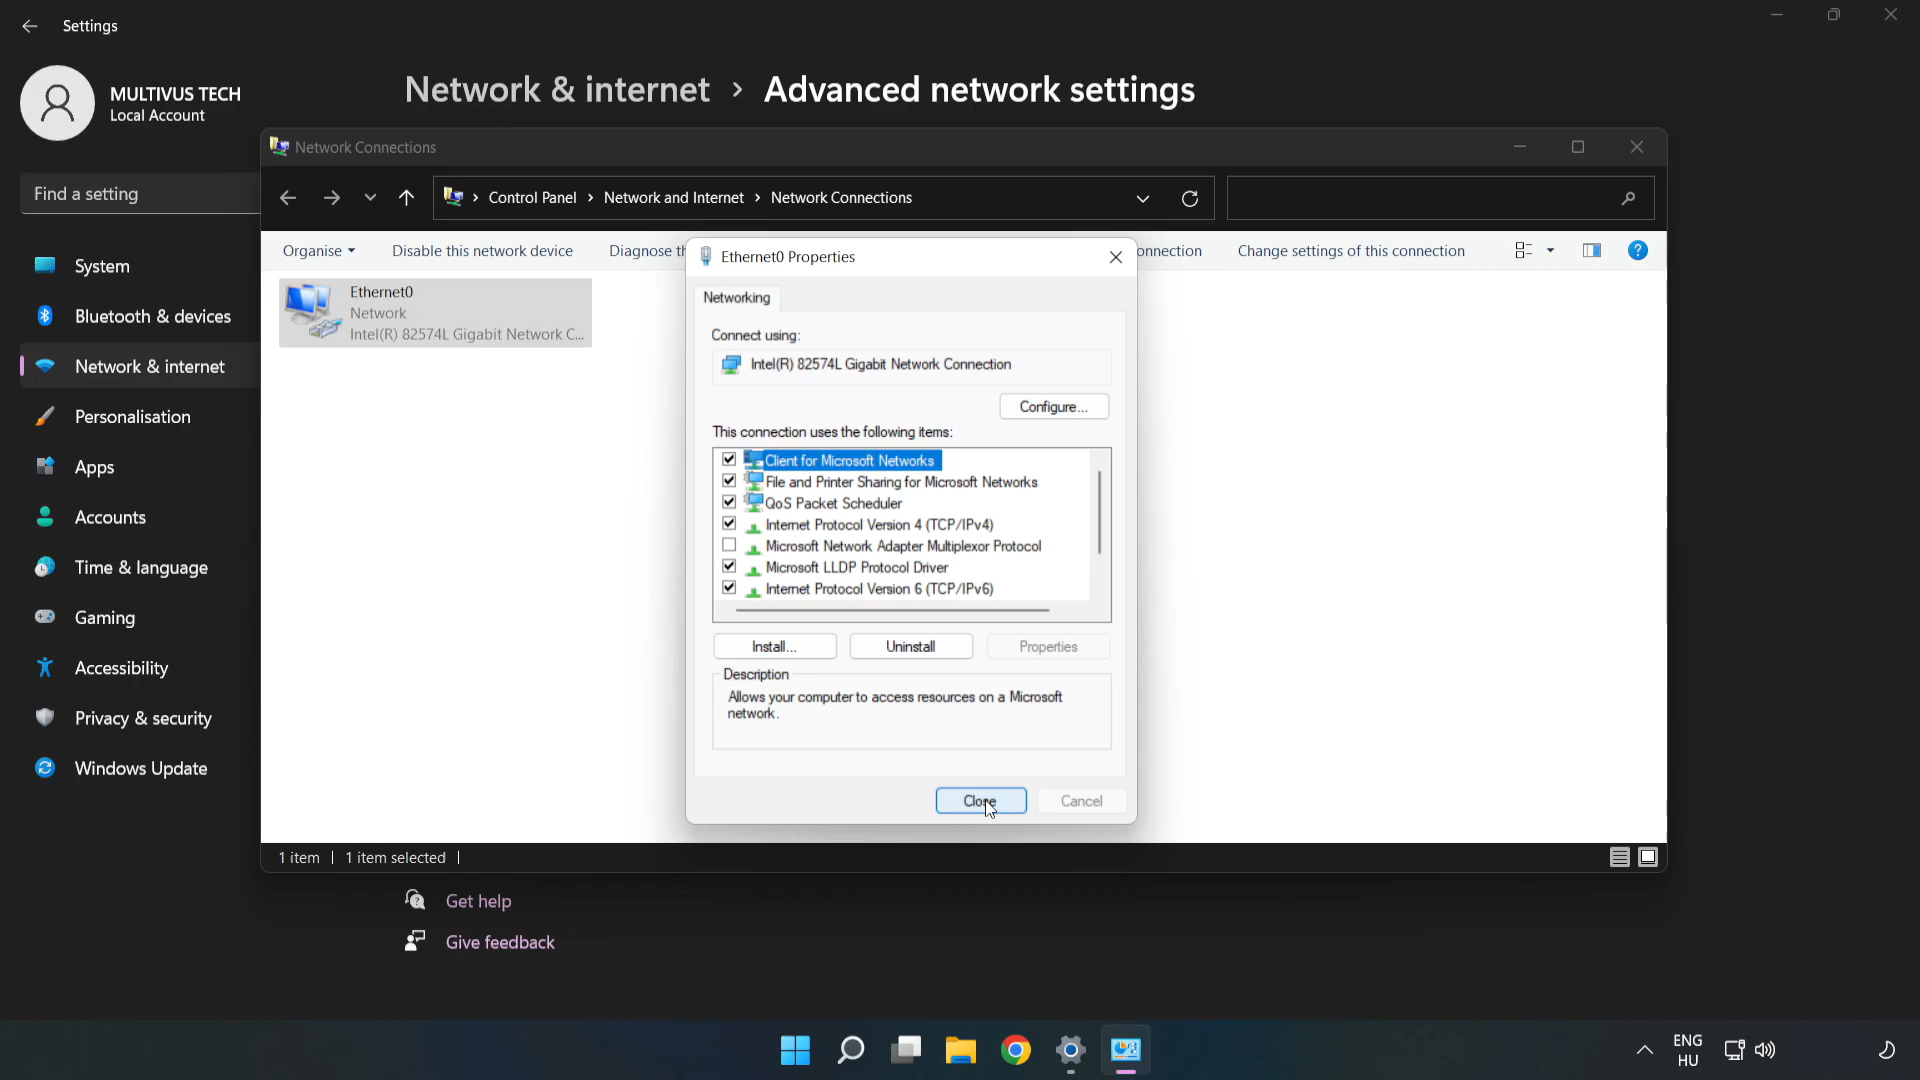 Settings
MULTIVUS TECH
Local Account
Find a setting
System
Bluetooth & devices
Network & internet
Personalisation
Apps
Accounts
Time & language
Gaming
Accessibility
Privacy & security
Windows Update
Network & internet › Advanced network settings
Network Connections
Control Panel › Network and Internet › Network Connections
Organise
Disable this network device
Diagnose th
onnection
Change settings of this connection
Ethernet0
Network
Intel(R) 82574L Gigabit Network C...
Ethernet0 Properties
Networking
Connect using:
Intel(R) 82574L Gigabit Network Connection
Configure...
This connection uses the following items:
Client for Microsoft Networks
File and Printer Sharing for Microsoft Networks
QoS Packet Scheduler
Internet Protocol Version 4 (TCP/IPv4)
Microsoft Network Adapter Multiplexor Protocol
Microsoft LLDP Protocol Driver
Internet Protocol Version 6 (TCP/IPv6)
Install...
Uninstall
Properties
Description
Allows your computer to access resources on a Microsoft
network.
Close
Cancel
1 item
1 item selected
Get help
Give feedback
ENG
HU